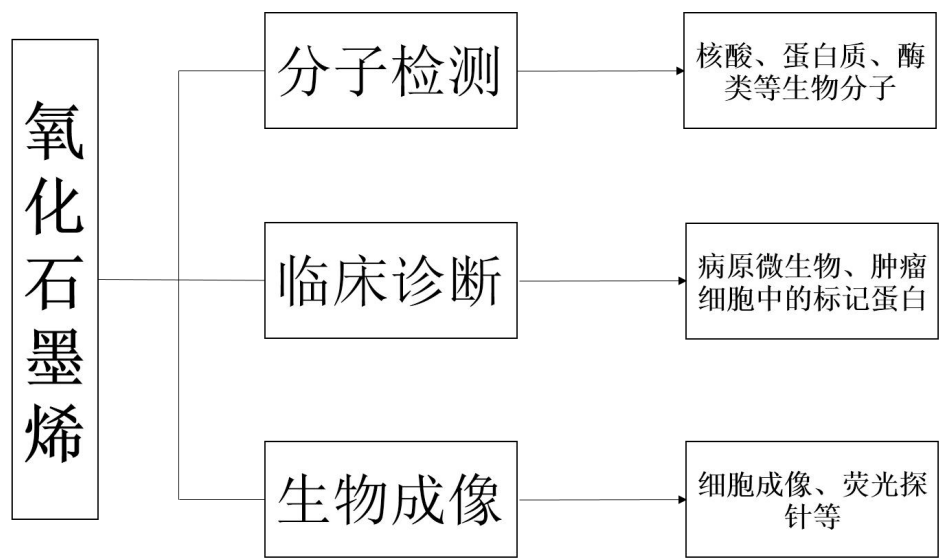 氧化石墨烯
分子检测
核酸、蛋白质、酶
类等生物分子
临床诊断
病原微生物、肿瘤
细胞中的标记蛋白
生物成像
细胞成像、荧光探
针等